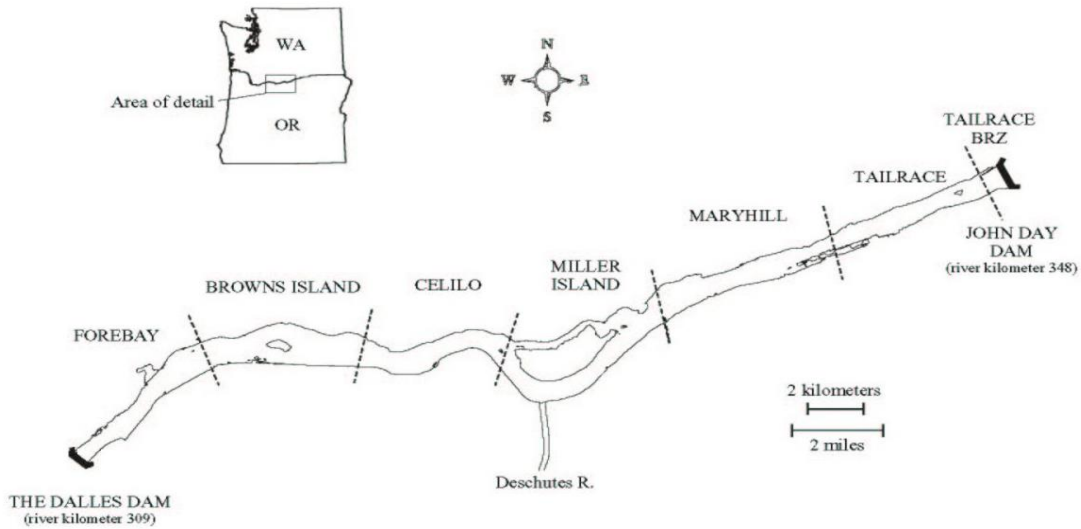 WA
Area of detail
OR
N
W E
S
TAILRACE
BRZ
TAILRACE
MARYHILL
JOHN DAY
DAM
(river kilometer 348)
MILLER
ISLAND
CELILO
BROWNS ISLAND
FOREBAY
2 kilometers
2 miles
Deschutes R.
THE DALLES DAM
(river kilometer 309)